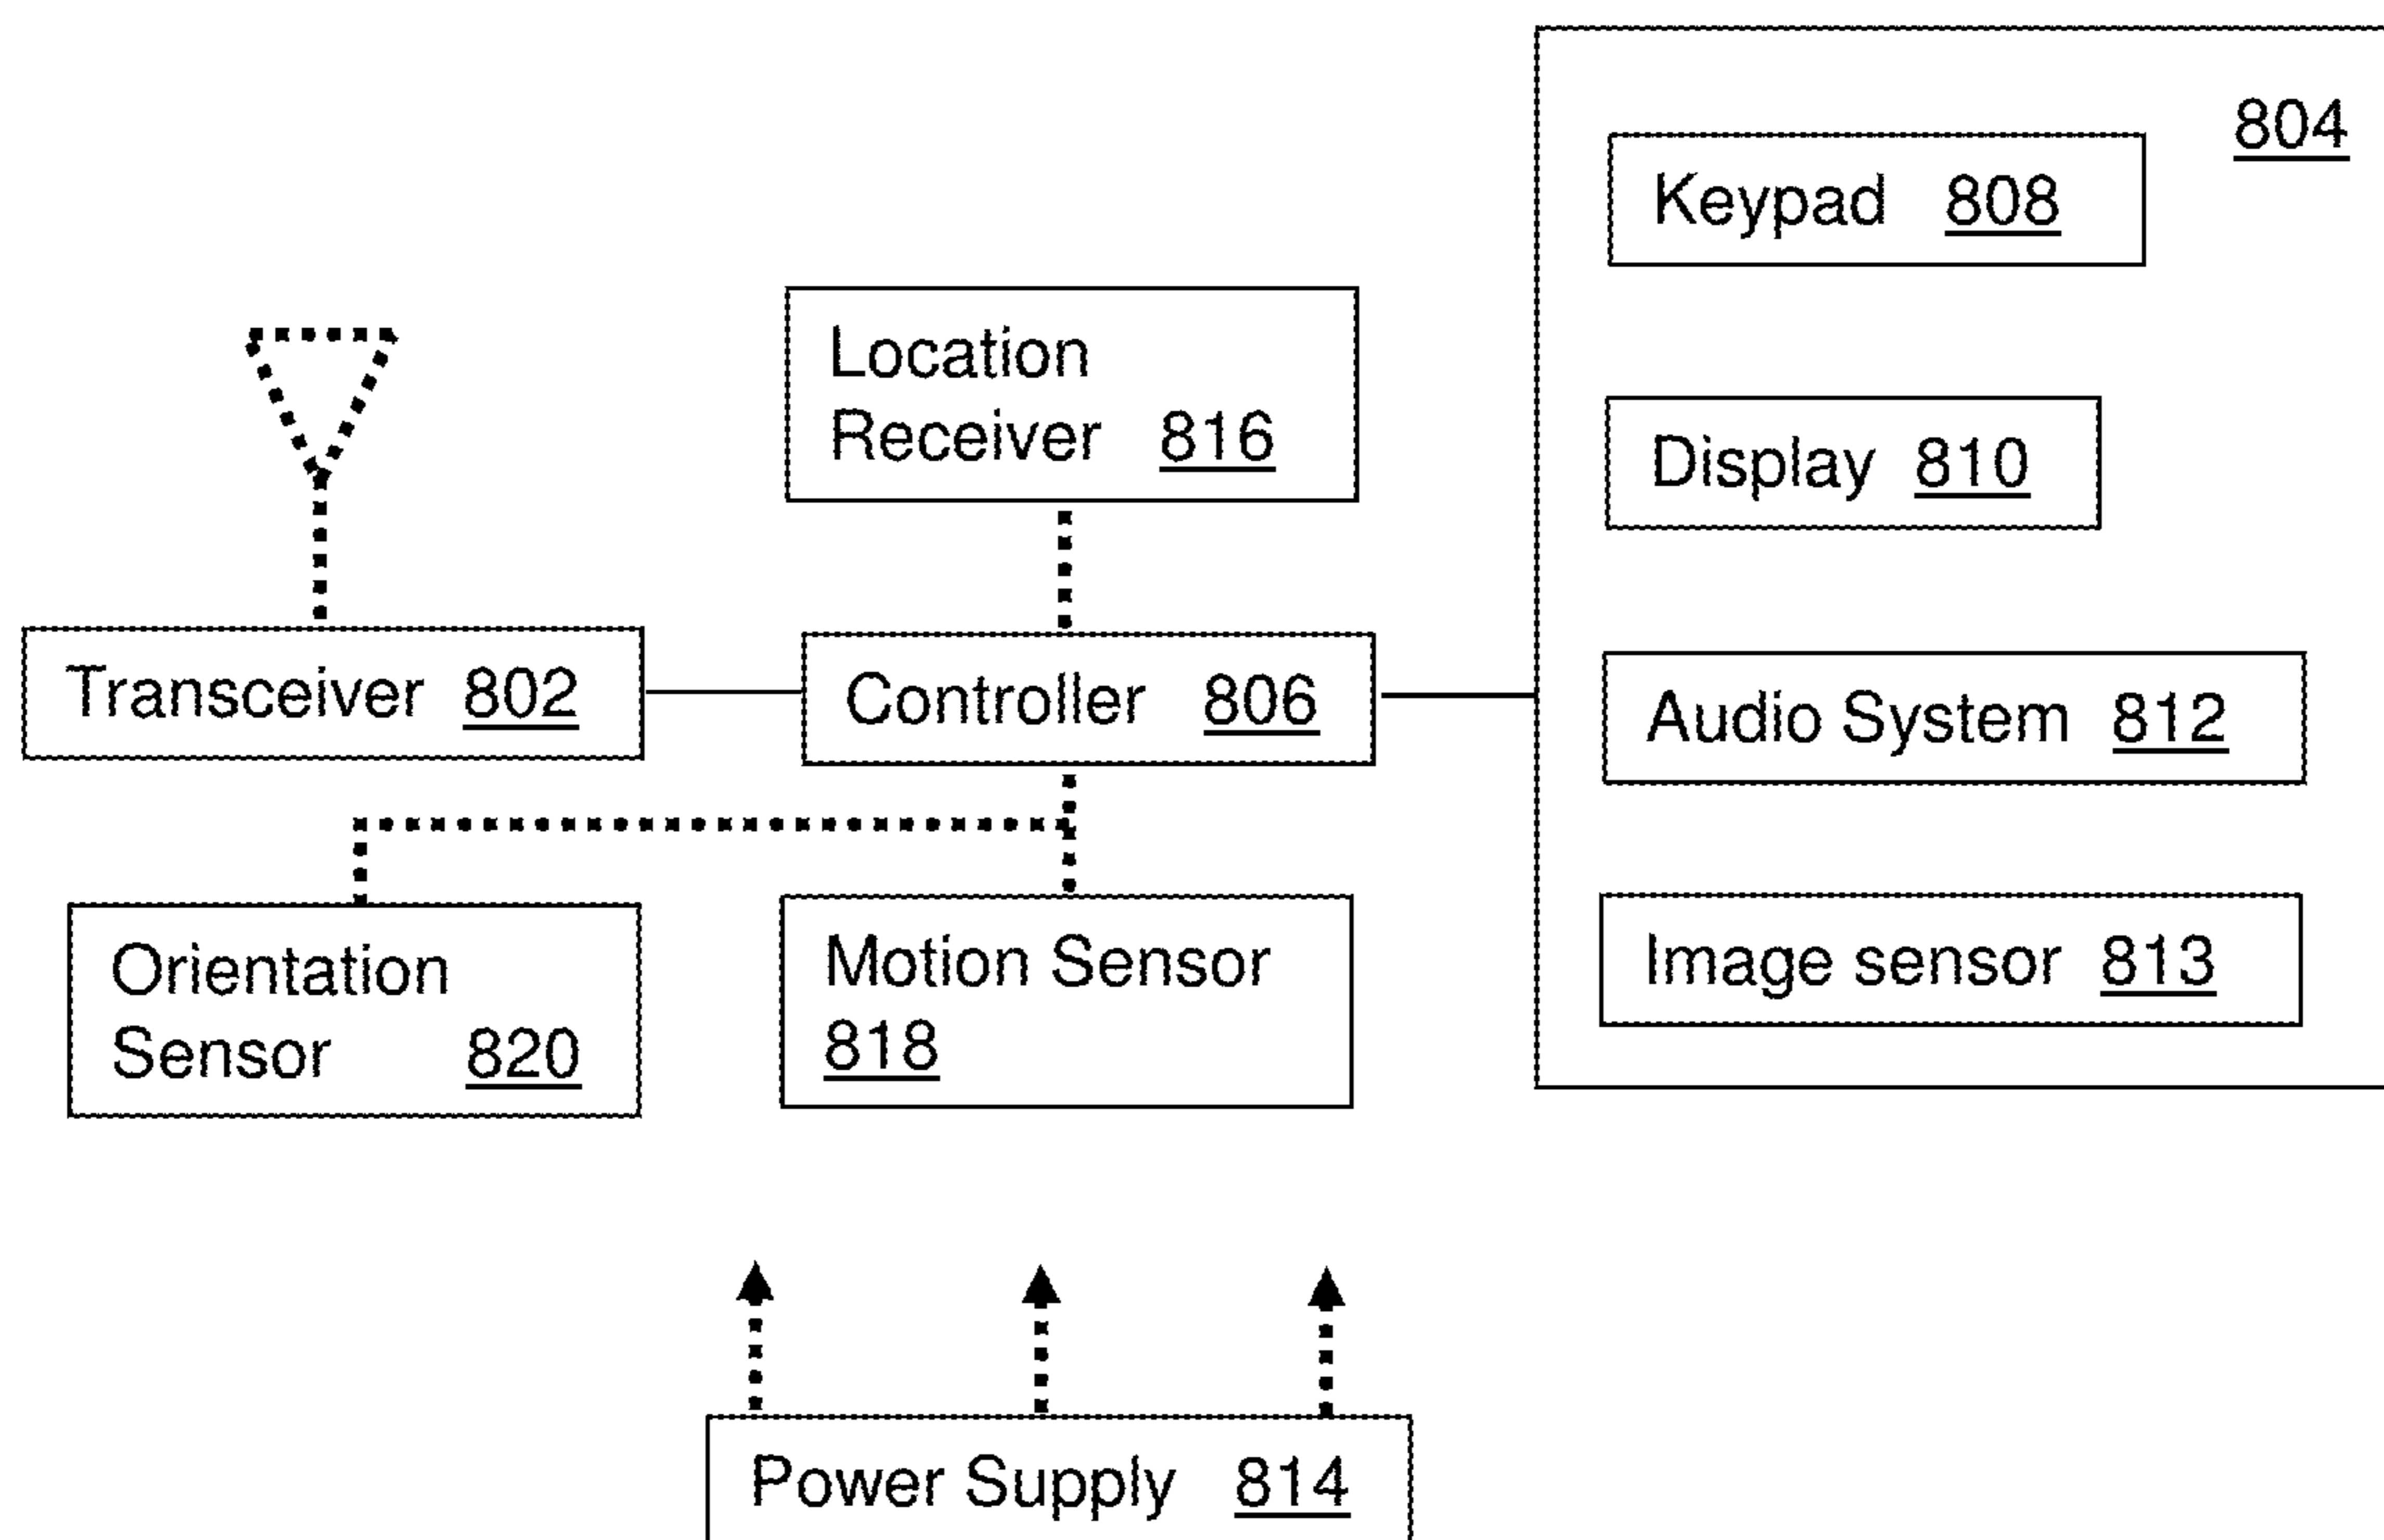 804
Keypad 808
Location
Receiver 816
Display 810
Transceiver 802
Controller 806
Audio System 812
Orientation
Sensor 820
Motion Sensor
818
Image sensor 813
Power Supply 814